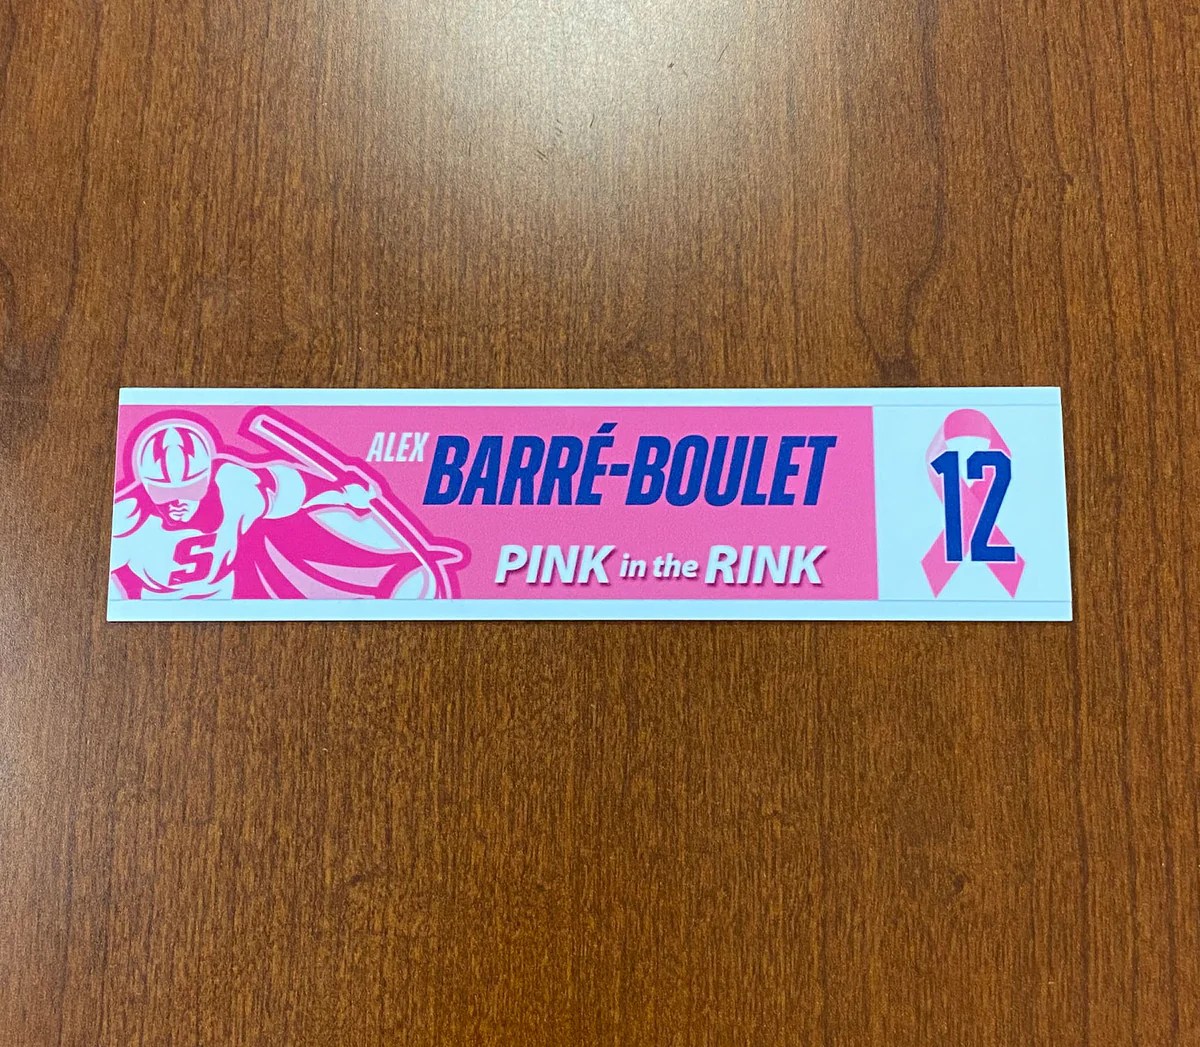 ALEX BARRÉ-BOULET
PINK in the RINK
12
S